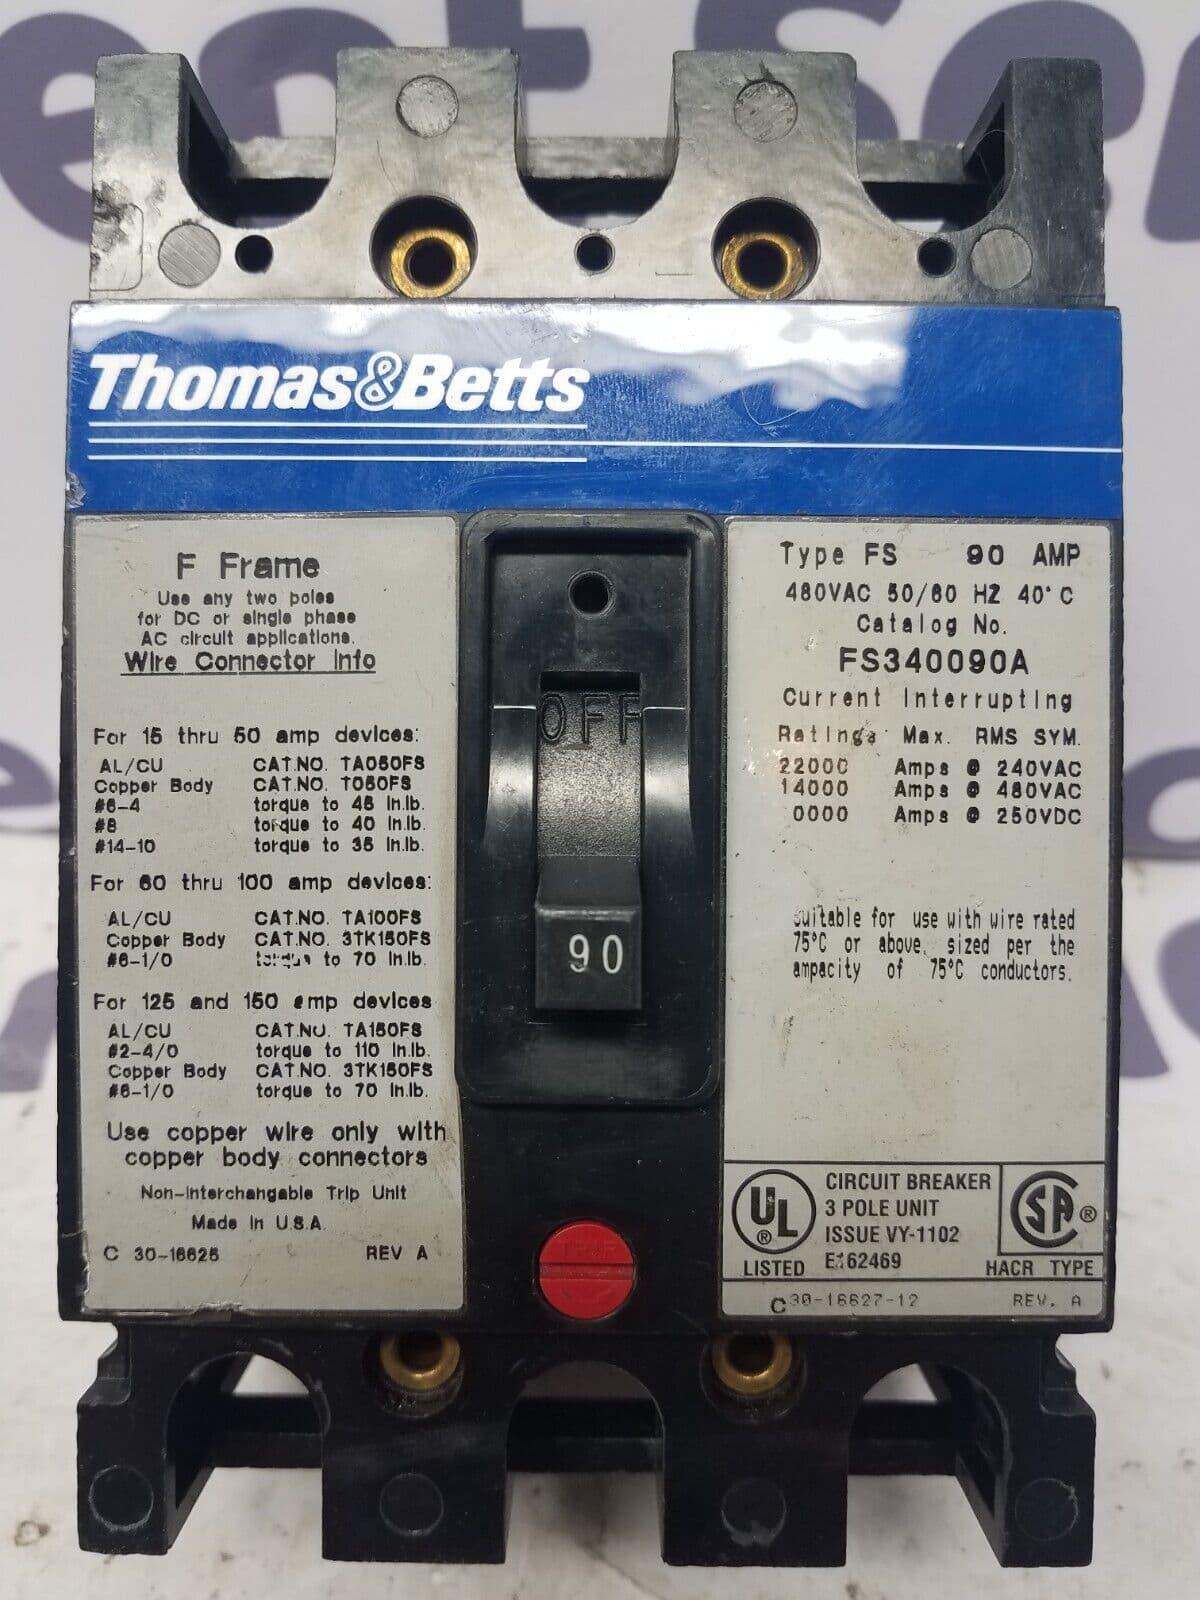 Thomas&Betts
F Frame
Use any two poles
for DC or single phase
AC circuit applications.
Wire Connector Info
For 15 thru 50 amp devices:
AL/CU CAT.NO. TA050FS
Copper Body CAT.NO. T050FS
#6-4 torque to 45 in.lb.
#8 torque to 40 in.lb.
#14-10 torque to 35 in.lb.
For 60 thru 100 amp devices:
AL/CU CAT.NO. TA100FS
Copper Body CAT.NO. 3TK150FS
#6-1/0 torque to 70 in.lb.
For 125 and 150 amp devices
AL/CU CAT.NO. TA150FS
#2-4/0 torque to 110 in.lb.
Copper Body CAT.NO. 3TK150FS
#6-1/0 torque to 70 in.lb.
Use copper wire only with
copper body connectors
Non-Interchangable Trip Unit
Made in U.S.A.
C 30-16625 REV A
OFF
90
TRIP
Type FS 90 AMP
480VAC 50/60 HZ 40°C
Catalog No.
FS340090A
Current Interrupting
Ratings Max. RMS SYM.
22000 Amps @ 240VAC
14000 Amps @ 480VAC
0000 Amps @ 250VDC
suitable for use with wire rated
75°C or above, sized per the
ampacity of 75°C conductors.
UL ® LISTED
CIRCUIT BREAKER
3 POLE UNIT
ISSUE VY-1102
E162469
SA ®
HACR TYPE
C30-16627-12 REV. A